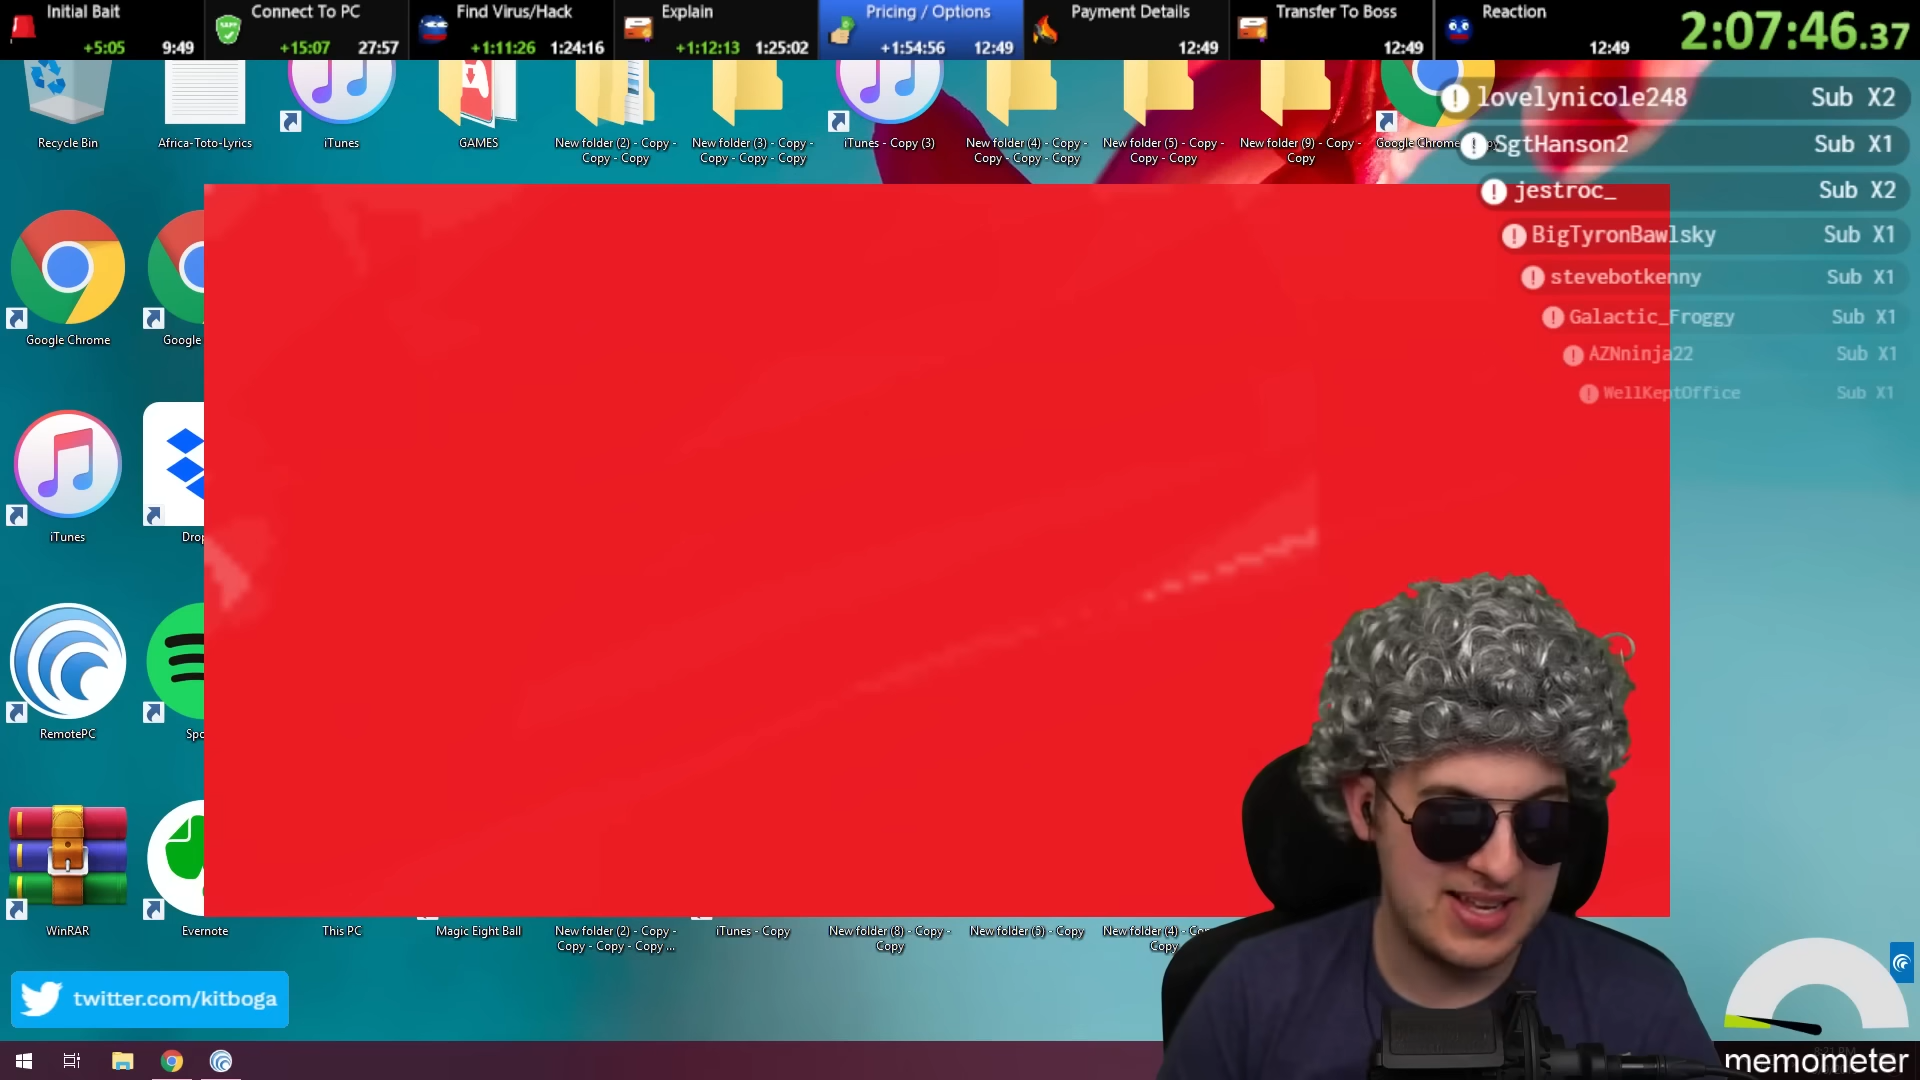 Initial Bait
+5:05 9:49
Connect To PC
+15:07 27:57
Find Virus/Hack
+1:11:26 1:24:16
Explain
+1:12:13 1:25:02
Pricing / Options
+1:54:56 12:49
Payment Details
12:49
Transfer To Boss
12:49
Reaction
12:49
2:07:46.37
lovelynicole248 Sub X2
SgtHanson2 Sub X1
jestroc_ Sub X2
BigTyronBawlsky Sub X1
stevebotkenny Sub X1
Galactic_Froggy Sub X1
AZNninja22 Sub X1
WellKeptOffice Sub X1
Recycle Bin
Africa-Toto-Lyrics
iTunes
GAMES
New folder (2) - Copy -
Copy - Copy
New folder (3) - Copy -
Copy - Copy - Copy
iTunes - Copy (3)
New folder (4) - Copy -
Copy - Copy - Copy
New folder (5) - Copy -
Copy - Copy
New folder (9) - Copy -
Copy
Google Chrome
Google Chrome
Google
iTunes
Drop
RemotePC
Spo
WinRAR
Evernote
This PC
Magic Eight Ball
New folder (2) - Copy -
Copy - Copy - Copy ...
iTunes - Copy
New folder (8) - Copy -
Copy
New folder (5) - Copy
New folder (4) - Co
Copy
twitter.com/kitboga
memometer